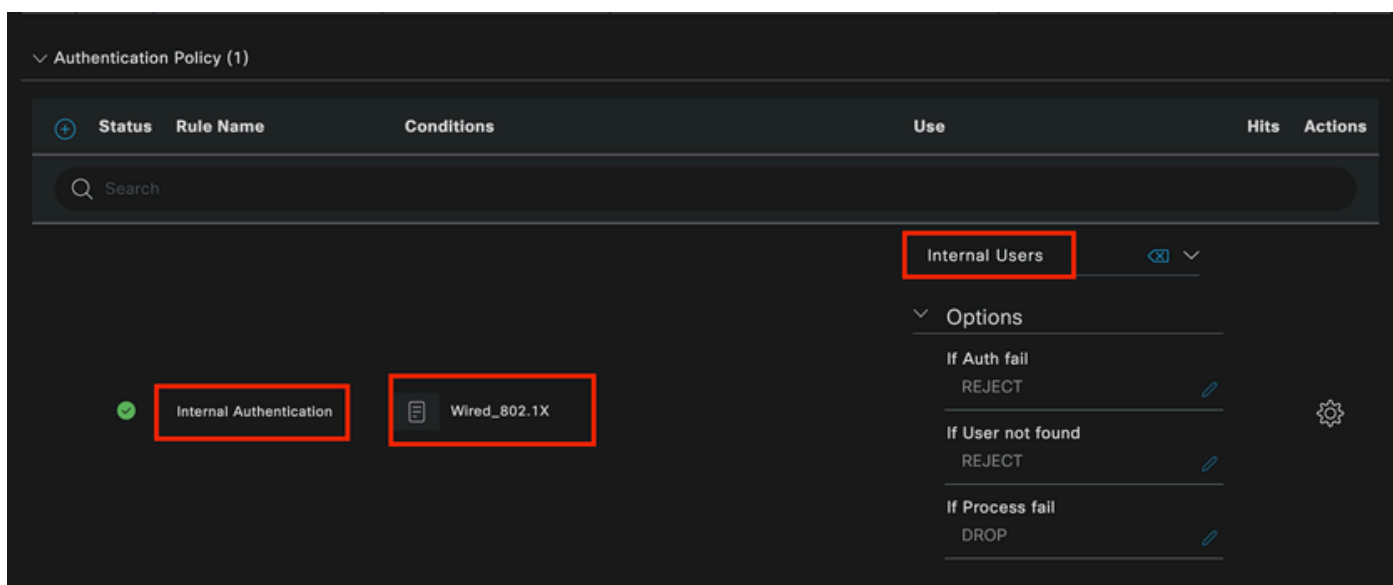 Authentication Policy (1)
Status Rule Name Conditions Use Hits Actions
Search
Internal Users
Options
If Auth fail
REJECT
Internal Authentication Wired_802.1X
If User not found
REJECT
If Process fail
DROP